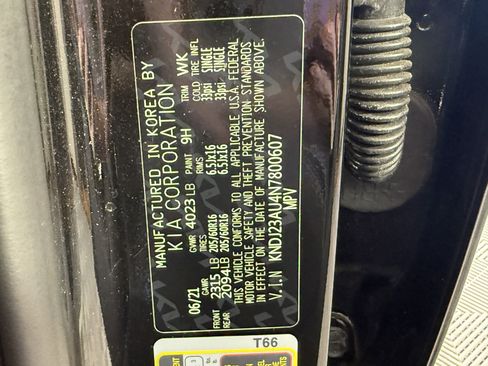 MANUFACTURED IN KOREA BY
KIA CORPORATION
06/21 GVWR 4023 LB PAINT 9H TRIM WK
GAWR TIRES RIMS COLD TIRE INFL
FRONT 2315 LB 205/60R16 6.5Jx16 33psi SINGLE
REAR 2094 LB 205/60R16 6.5Jx16 33psi SINGLE
THIS VEHICLE CONFORMS TO ALL APPLICABLE U.S.A. FEDERAL
MOTOR VEHICLE SAFETY AND THEFT PREVENTION STANDARDS
IN EFFECT ON THE DATE OF MANUFACTURE SHOWN ABOVE.
V.I.N KNDJ23AU4N7800607
MPV
T66